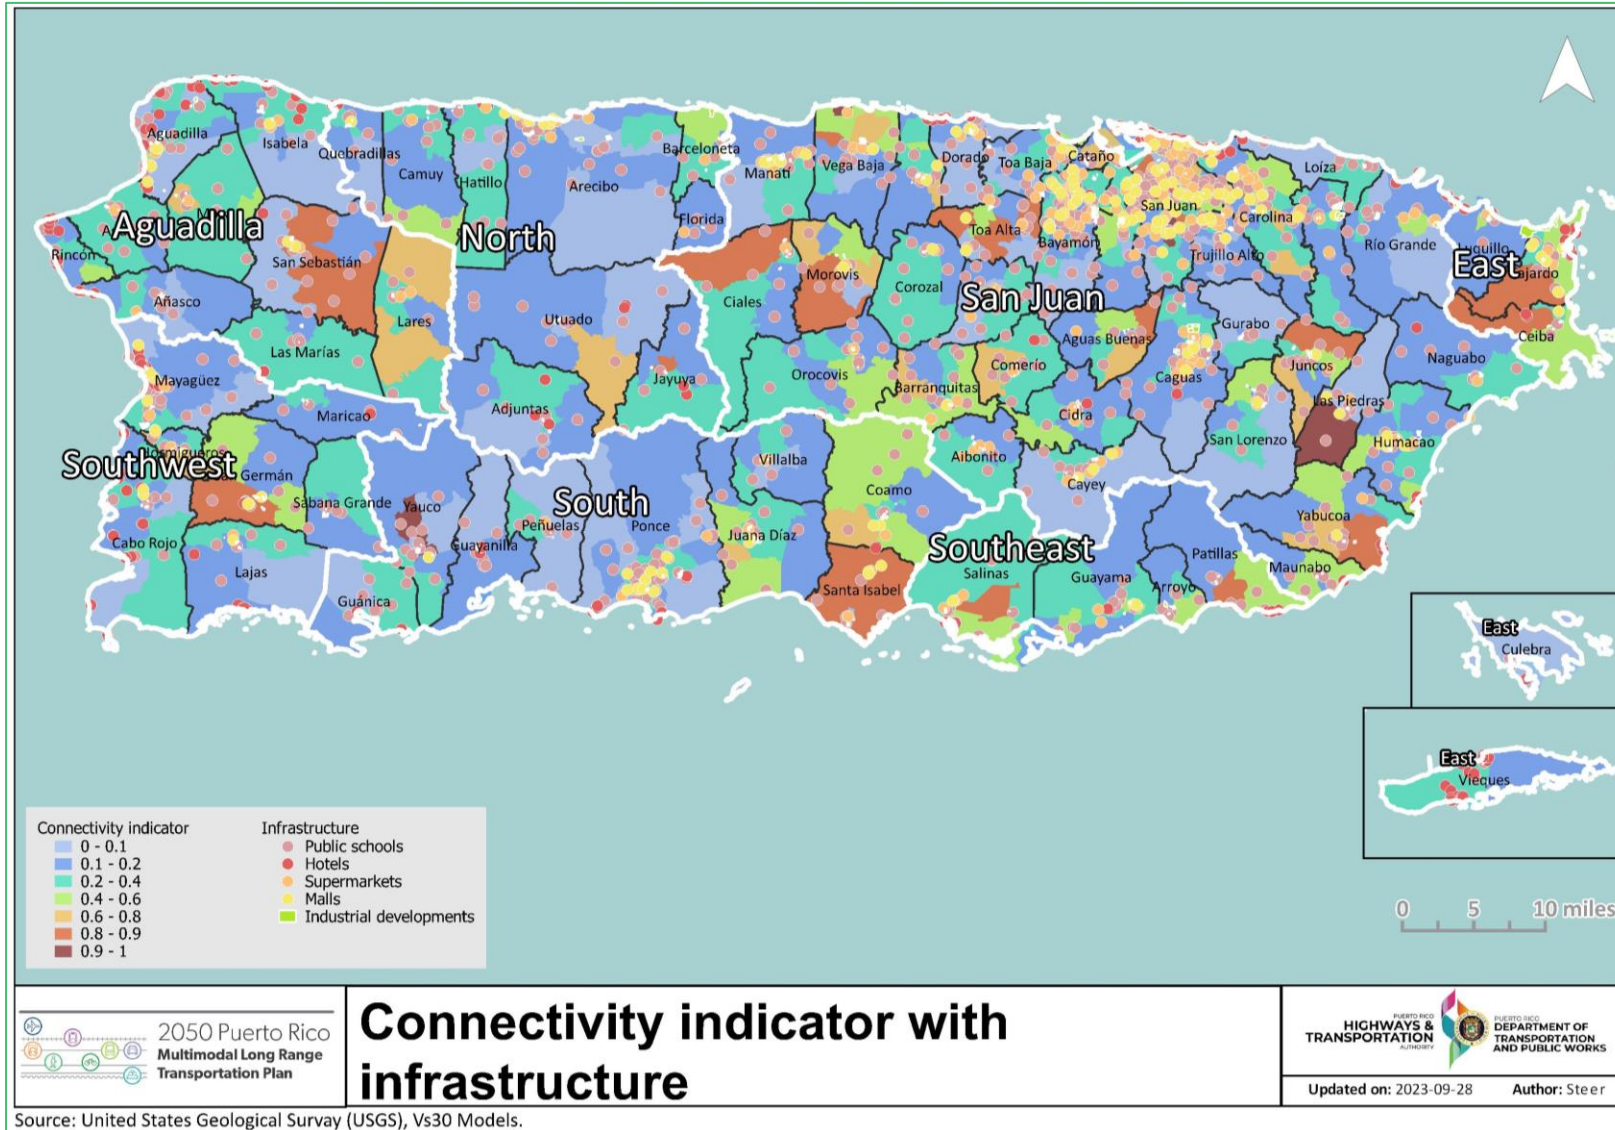 Aguadilla
Isabela
Quebradillas
Camuy
Hatillo
Arecibo
Barceloneta
Manatí
Vega Baja
Dorado
Toa Baja
Cataño
Loíza
San Juan
Carolina
Florida
Toa Alta
Bayamón
Trujillo Alto
Río Grande
Aguadilla
North
Rincón
San Sebastián
Morovis
Corozal
San Juan
East
Ceiba
Añasco
Lares
Utuado
Ciales
Gurabo
Las Marías
Aguas Buenas
Naguabo
Mayagüez
Jayuya
Orocovis
Comerío
Juncos
Barranquitas
Caguas
Adjuntas
Las Piedras
Maricao
Cidra
San Lorenzo
Humacao
Southwest
Germán
Villalba
Aibonito
Sabana Grande
Yauco
South
Coamo
Cayey
Peñuelas
Ponce
Yabucoa
Cabo Rojo
Guayanilla
Juana Díaz
Southeast
Patillas
Lajas
Salinas
Guayama
Maunabo
Guánica
Santa Isabel
Arroyo
East
Culebra
East
Vieques
Connectivity indicator
0 - 0.1
0.1 - 0.2
0.2 - 0.4
0.4 - 0.6
0.6 - 0.8
0.8 - 0.9
0.9 - 1
Infrastructure
Public schools
Hotels
Supermarkets
Malls
Industrial developments
0 5 10 miles
2050 Puerto Rico
Multimodal Long Range
Transportation Plan
Connectivity indicator with
infrastructure
PUERTO RICO
HIGHWAYS &
TRANSPORTATION
AUTHORITY
PUERTO RICO
DEPARTMENT OF
TRANSPORTATION
AND PUBLIC WORKS
Updated on: 2023-09-28 Author: Steer
Source: United States Geological Survay (USGS), Vs30 Models.